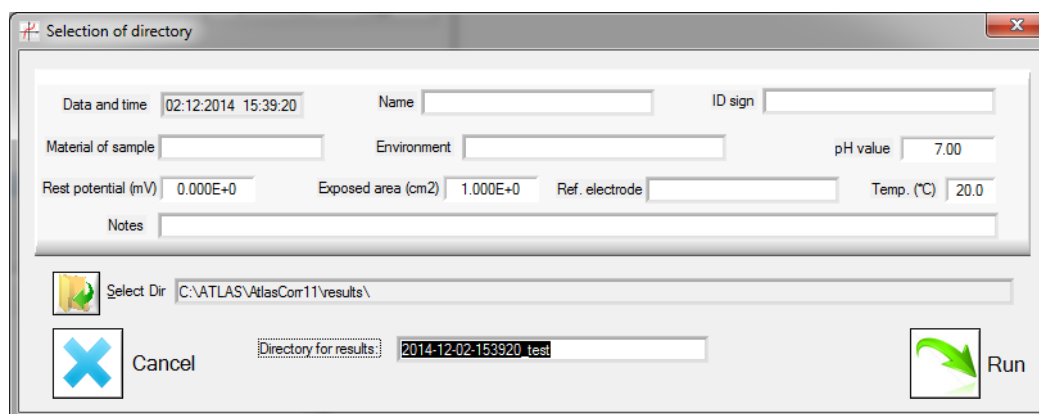 Selection of directory
Data and time 02:12:2014 15:39:20 Name ID sign
Material of sample Environment pH value 7.00
Rest potential (mV) 0.000E+0 Exposed area (cm2) 1.000E+0 Ref. electrode Temp. (°C) 20.0
Notes
Select Dir C:\ATLAS\AtlasCorr11\results\
Cancel Directory for results: 2014-12-02-153920_test Run